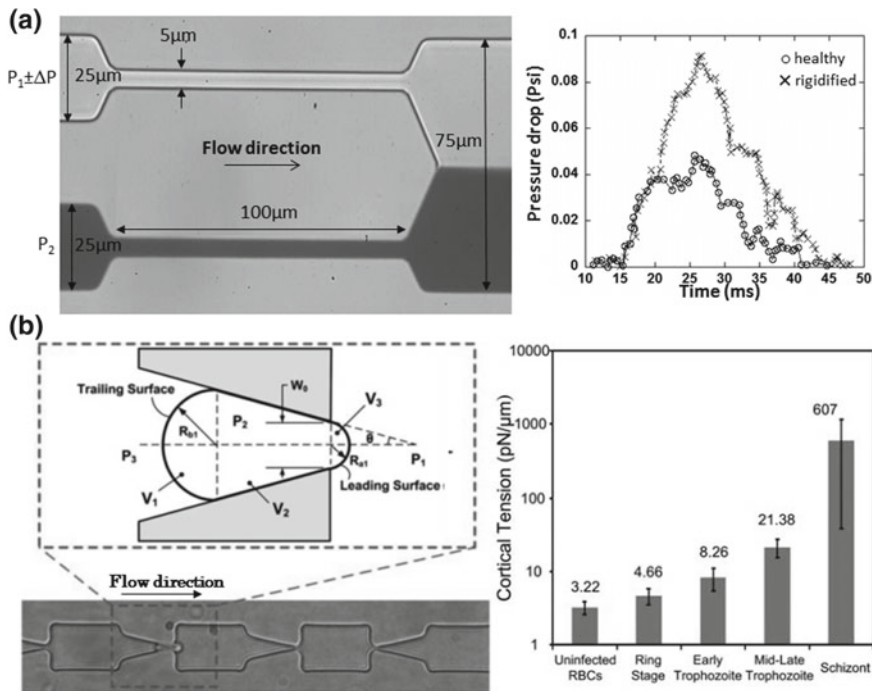 (a)
5μm
P₁±ΔP
25μm
Flow direction
75μm
100μm
P₂
25μm
Pressure drop (Psi)
0.1
0.08
0.06
0.04
0.02
0
○ healthy
× rigidified
10 15 20 25 30 35 40 45 50
Time (ms)
(b)
Trailing Surface
W₀
V₃
R_b1
P₂
θ
P₃
R_a1
P₁
V₁
V₂
Leading Surface
Flow direction
Cortical Tension (pN/μm)
10000
1000
100
10
1
3.22
4.66
8.26
21.38
607
Uninfected RBCs
Ring Stage
Early Trophozoite
Mid-Late Trophozoite
Schizont